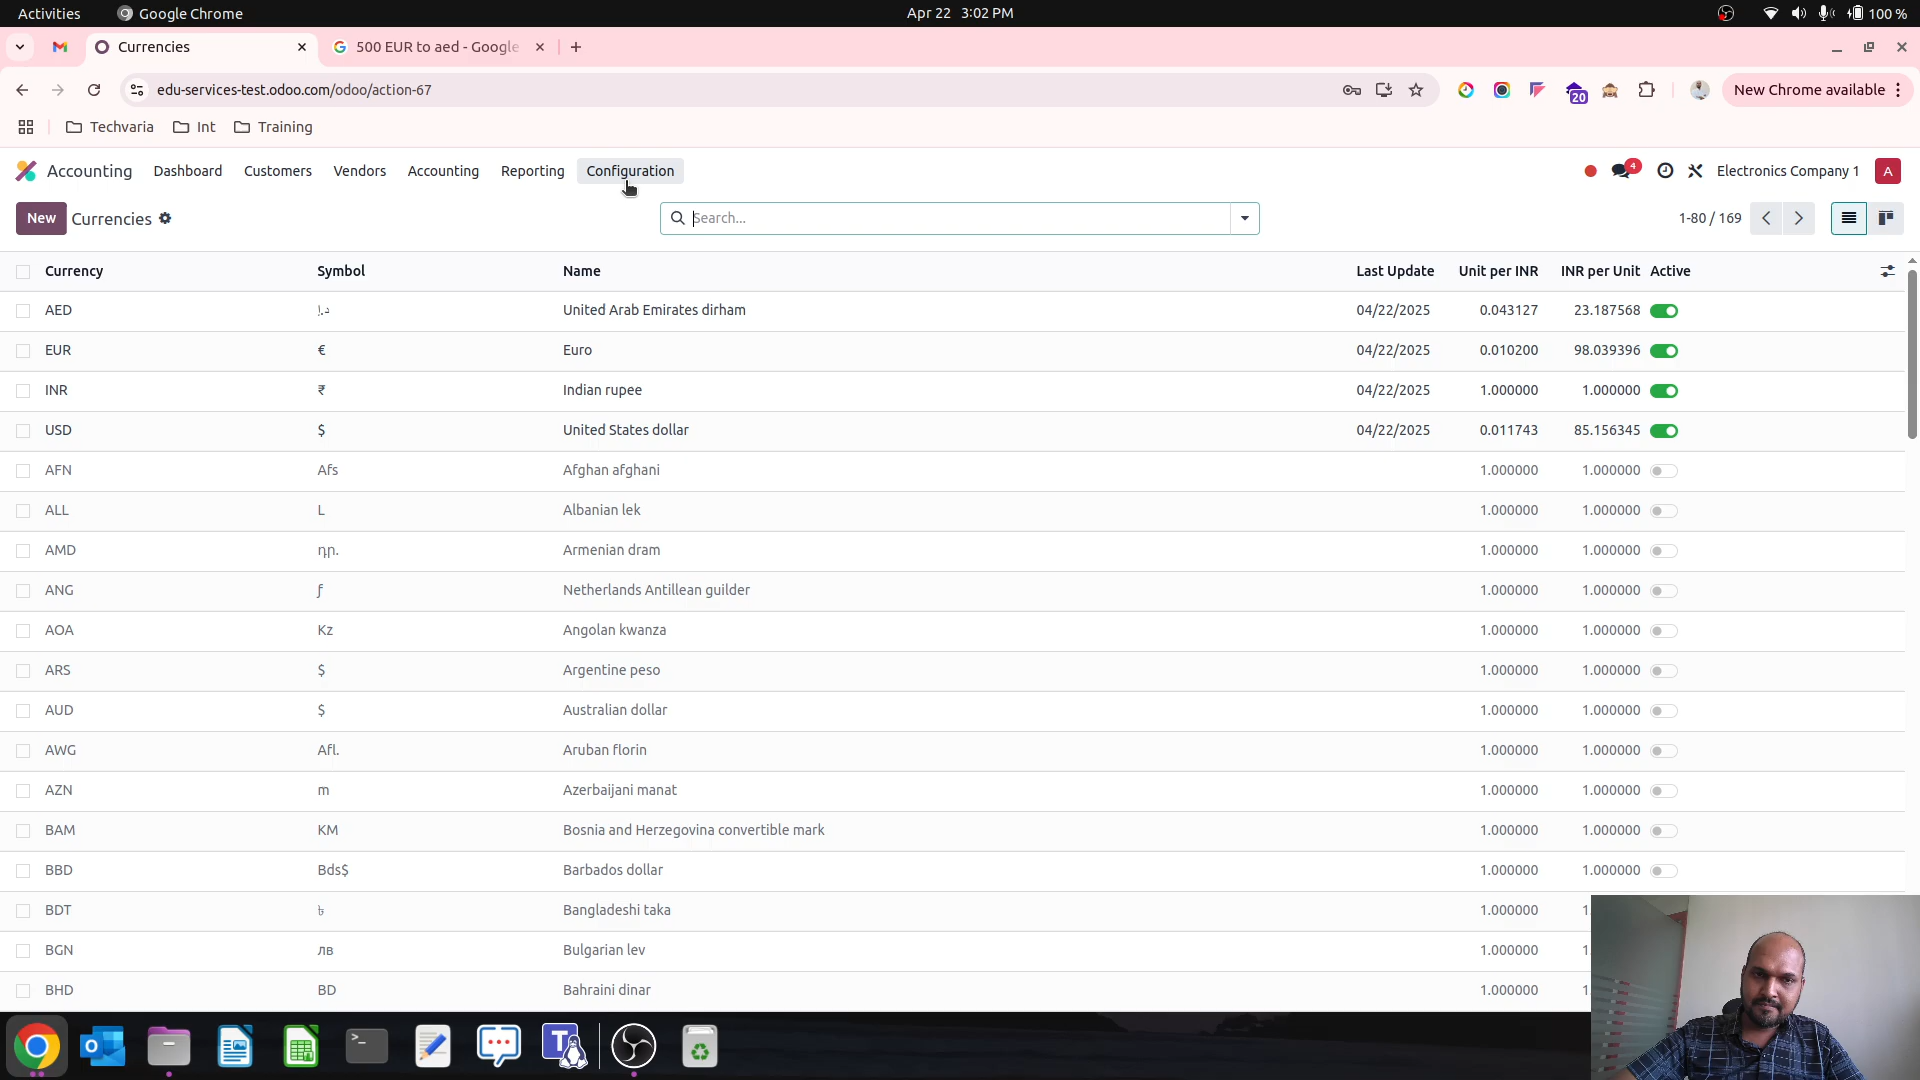 Activities Google Chrome Apr 22 3:02 PM 100 %
Currencies 500 EUR to aed - Google
edu-services-test.odoo.com/odoo/action-67 20 New Chrome available
Techvaria Int Training
Accounting Dashboard Customers Vendors Accounting Reporting Configuration 4 Electronics Company 1 A
New Currencies Search... 1-80 / 169
Currency Symbol Name Last Update Unit per INR INR per Unit Active
AED د.إ United Arab Emirates dirham 04/22/2025 0.043127 23.187568
EUR € Euro 04/22/2025 0.010200 98.039396
INR ₹ Indian rupee 04/22/2025 1.000000 1.000000
USD $ United States dollar 04/22/2025 0.011743 85.156345
AFN Afs Afghan afghani 1.000000 1.000000
ALL L Albanian lek 1.000000 1.000000
AMD դր. Armenian dram 1.000000 1.000000
ANG ƒ Netherlands Antillean guilder 1.000000 1.000000
AOA Kz Angolan kwanza 1.000000 1.000000
ARS $ Argentine peso 1.000000 1.000000
AUD $ Australian dollar 1.000000 1.000000
AWG Afl. Aruban florin 1.000000 1.000000
AZN m Azerbaijani manat 1.000000 1.000000
BAM KM Bosnia and Herzegovina convertible mark 1.000000 1.000000
BBD Bds$ Barbados dollar 1.000000 1.000000
BDT ৳ Bangladeshi taka 1.000000
BGN лв Bulgarian lev 1.000000
BHD BD Bahraini dinar 1.000000